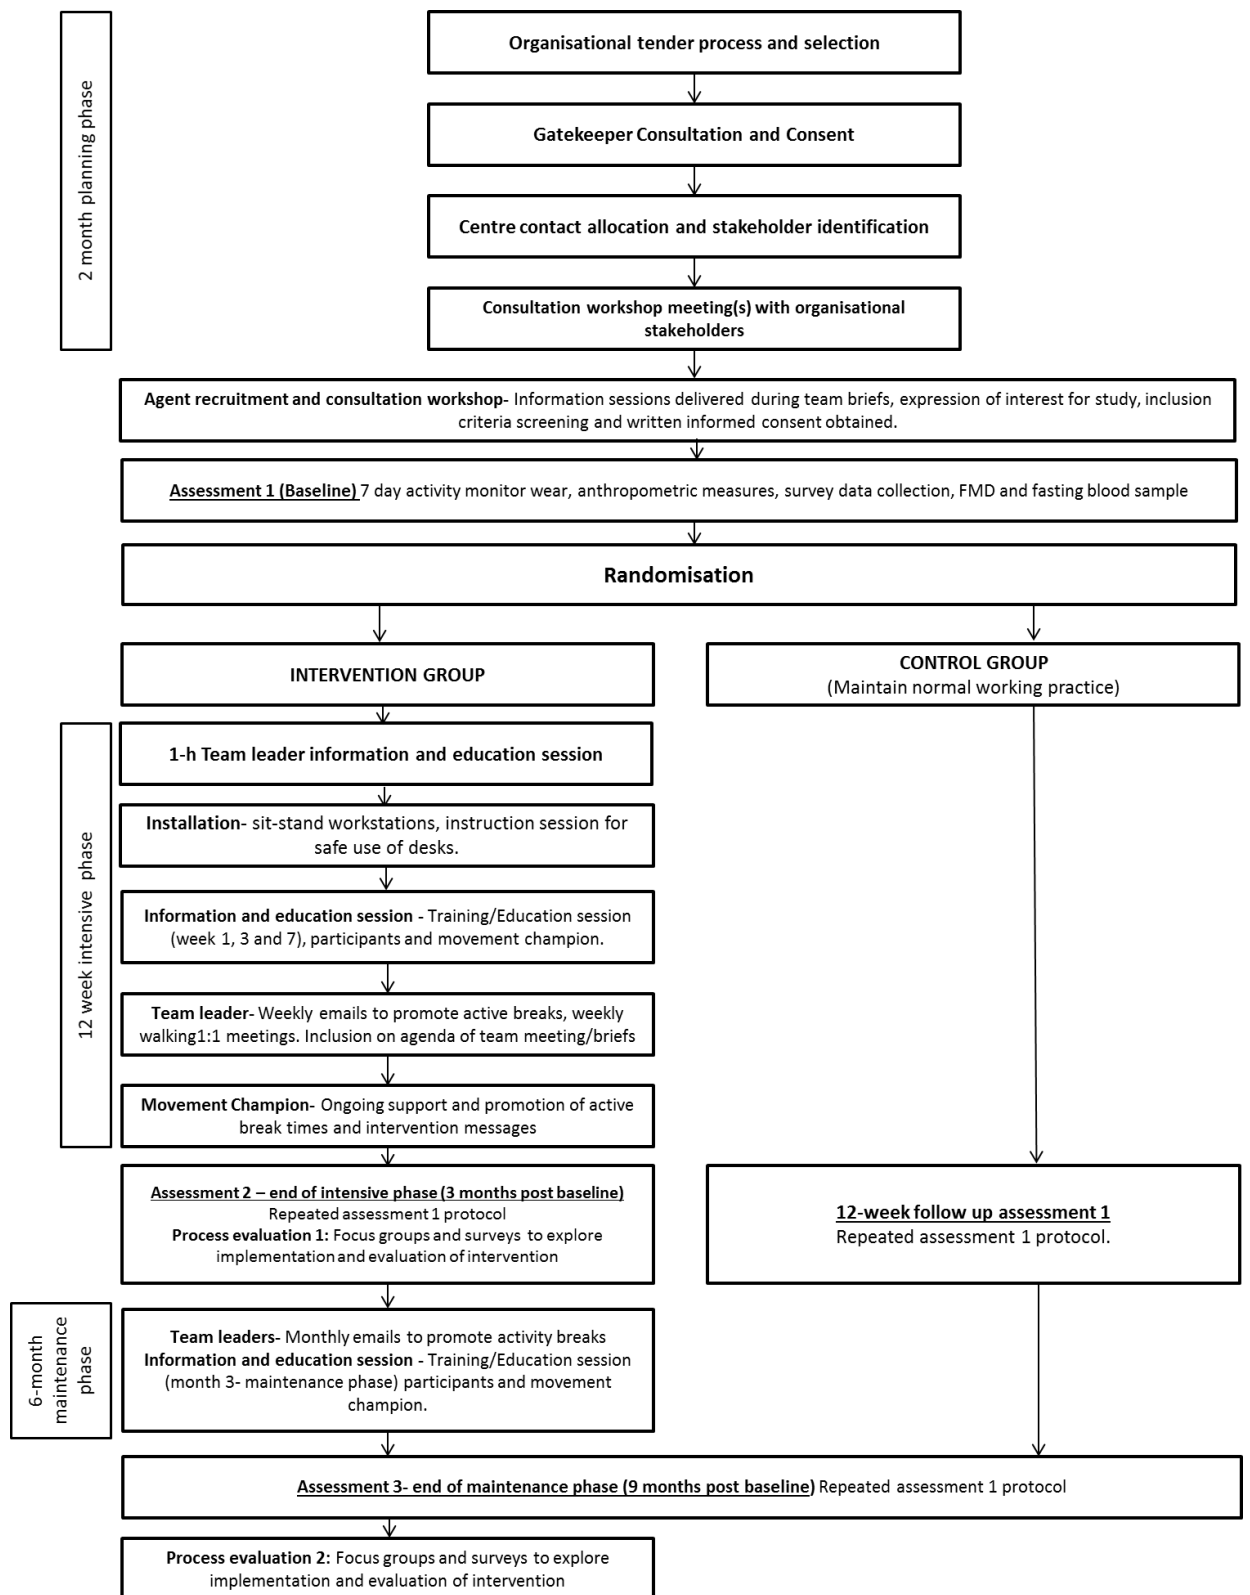 2 month planning phase
Organisational tender process and selection
Gatekeeper Consultation and Consent
Centre contact allocation and stakeholder identification
Consultation workshop meeting(s) with organisational
stakeholders
Agent recruitment and consultation workshop- Information sessions delivered during team briefs, expression of interest for study, inclusion
criteria screening and written informed consent obtained.
Assessment 1 (Baseline) 7 day activity monitor wear, anthropometric measures, survey data collection, FMD and fasting blood sample
Randomisation
INTERVENTION GROUP
CONTROL GROUP
(Maintain normal working practice)
12 week intensive phase
1-h Team leader information and education session
Installation- sit-stand workstations, instruction session for
safe use of desks.
Information and education session - Training/Education session
(week 1, 3 and 7), participants and movement champion.
Team leader- Weekly emails to promote active breaks, weekly
walking1:1 meetings. Inclusion on agenda of team meeting/briefs
Movement Champion- Ongoing support and promotion of active
break times and intervention messages
Assessment 2 – end of intensive phase (3 months post baseline)
Repeated assessment 1 protocol
Process evaluation 1: Focus groups and surveys to explore
implementation and evaluation of intervention
12-week follow up assessment 1
Repeated assessment 1 protocol.
6-month
maintenance
phase
Team leaders- Monthly emails to promote activity breaks
Information and education session - Training/Education session
(month 3- maintenance phase) participants and movement
champion.
Assessment 3- end of maintenance phase (9 months post baseline) Repeated assessment 1 protocol
Process evaluation 2: Focus groups and surveys to explore
implementation and evaluation of intervention